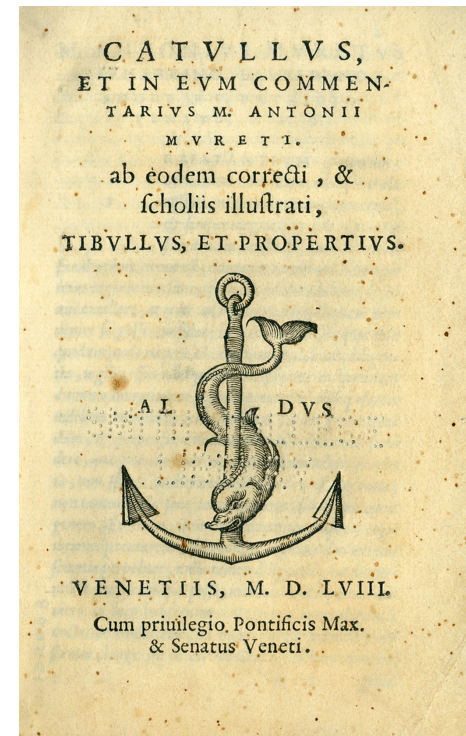 CATVLLVS,
ET IN EVM COMMEN-
TARIVS M. ANTONII
MVRETI.
ab eodem correcti, &
ſcholiis illuſtrati,
TIBVLLVS, ET PROPERTIVS.
AL DVS
VENETIIS, M. D. LVIII.
Cum priuilegio Pontificis Max.
& Senatus Veneti.